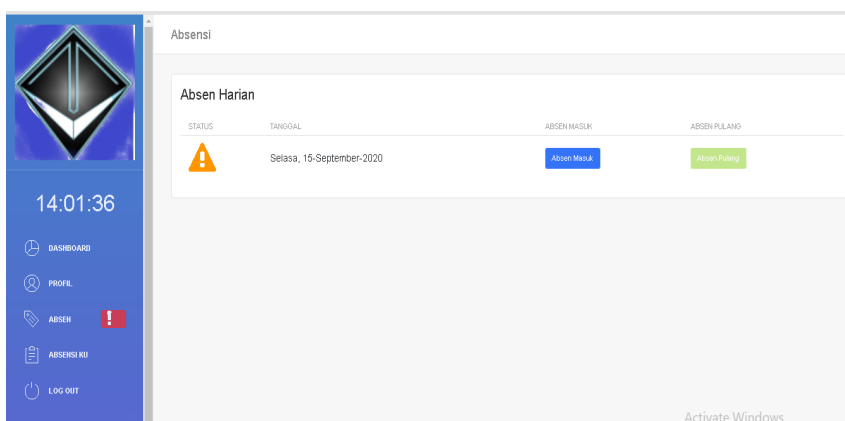 Absensi
Absen Harian
STATUS TANGGAL ABSEN MASUK ABSEN PULANG
Selasa, 15-September-2020 Absen Masuk Absen Pulang
14:01:36
DASHBOARD
PROFIL
ABSEN
ABSENSI KU
LOG OUT
Activate Windows